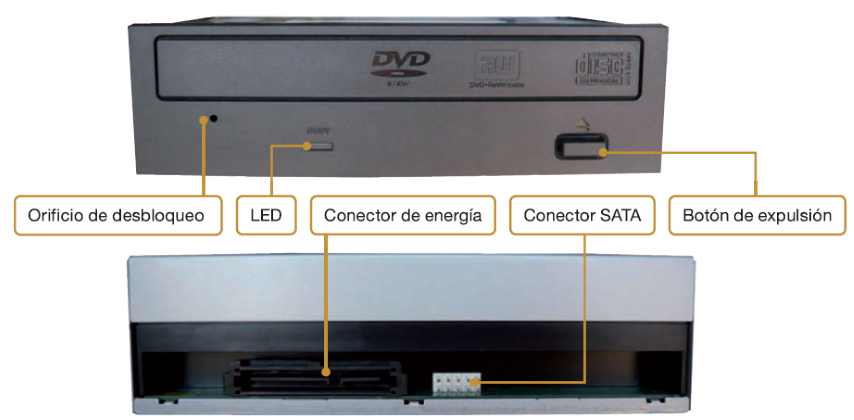 DVD
R/RW
RW
DVD+ReWritable
COMPACT
disc
ReWritable
BUSY
Orificio de desbloqueo
LED
Conector de energía
Conector SATA
Botón de expulsión